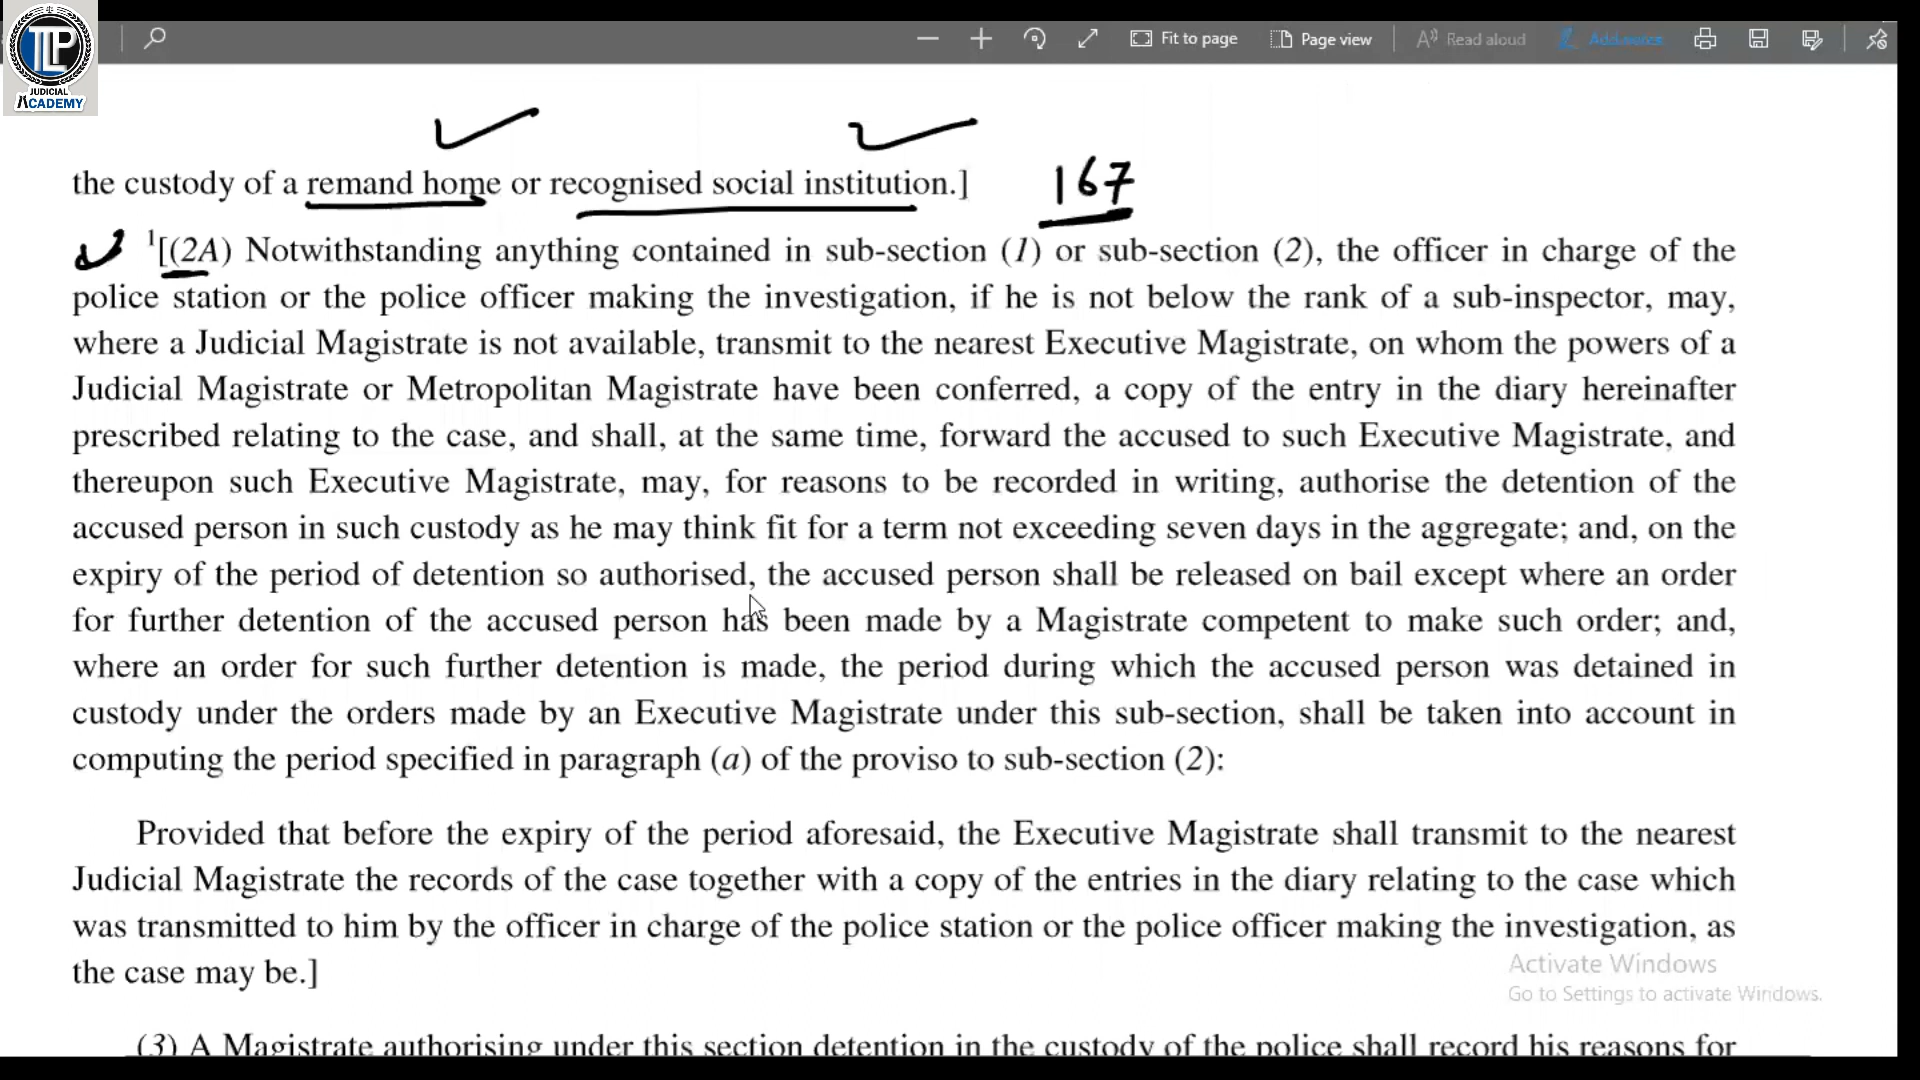 TLP
JUDICIAL
ACADEMY
Fit to page
Page view
Read aloud
the custody of a remand home or recognised social institution.] 167
1[(2A) Notwithstanding anything contained in sub-section (1) or sub-section (2), the officer in charge of the
police station or the police officer making the investigation, if he is not below the rank of a sub-inspector, may,
where a Judicial Magistrate is not available, transmit to the nearest Executive Magistrate, on whom the powers of a
Judicial Magistrate or Metropolitan Magistrate have been conferred, a copy of the entry in the diary hereinafter
prescribed relating to the case, and shall, at the same time, forward the accused to such Executive Magistrate, and
thereupon such Executive Magistrate, may, for reasons to be recorded in writing, authorise the detention of the
accused person in such custody as he may think fit for a term not exceeding seven days in the aggregate; and, on the
expiry of the period of detention so authorised, the accused person shall be released on bail except where an order
for further detention of the accused person has been made by a Magistrate competent to make such order; and,
where an order for such further detention is made, the period during which the accused person was detained in
custody under the orders made by an Executive Magistrate under this sub-section, shall be taken into account in
computing the period specified in paragraph (a) of the proviso to sub-section (2):
Provided that before the expiry of the period aforesaid, the Executive Magistrate shall transmit to the nearest
Judicial Magistrate the records of the case together with a copy of the entries in the diary relating to the case which
was transmitted to him by the officer in charge of the police station or the police officer making the investigation, as
the case may be.]
Activate Windows
Go to Settings to activate Windows.
(3) A Magistrate authorising under this section detention in the custody of the police shall record his reasons for